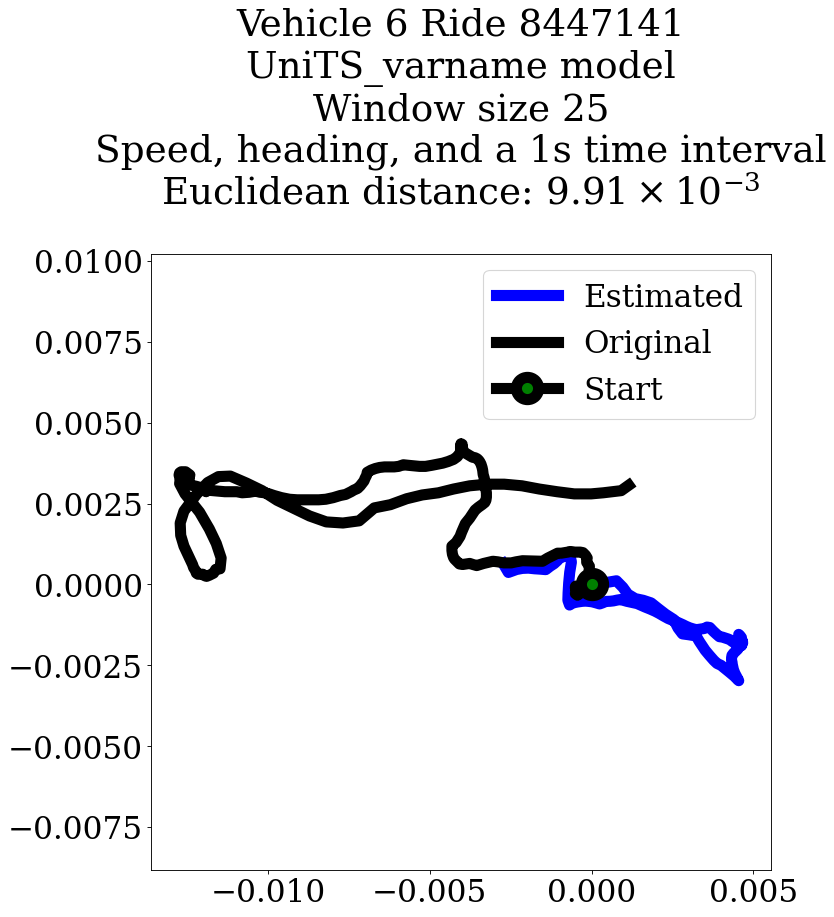 Vehicle 6 Ride 8447141
UniTS_varname model
Window size 25
Speed, heading, and a 1s time interval
Euclidean distance: 9.91 × 10⁻³
0.0100
0.0075
0.0050
0.0025
0.0000
−0.0025
−0.0050
−0.0075
Estimated
Original
Start
−0.010 −0.005 0.000 0.005